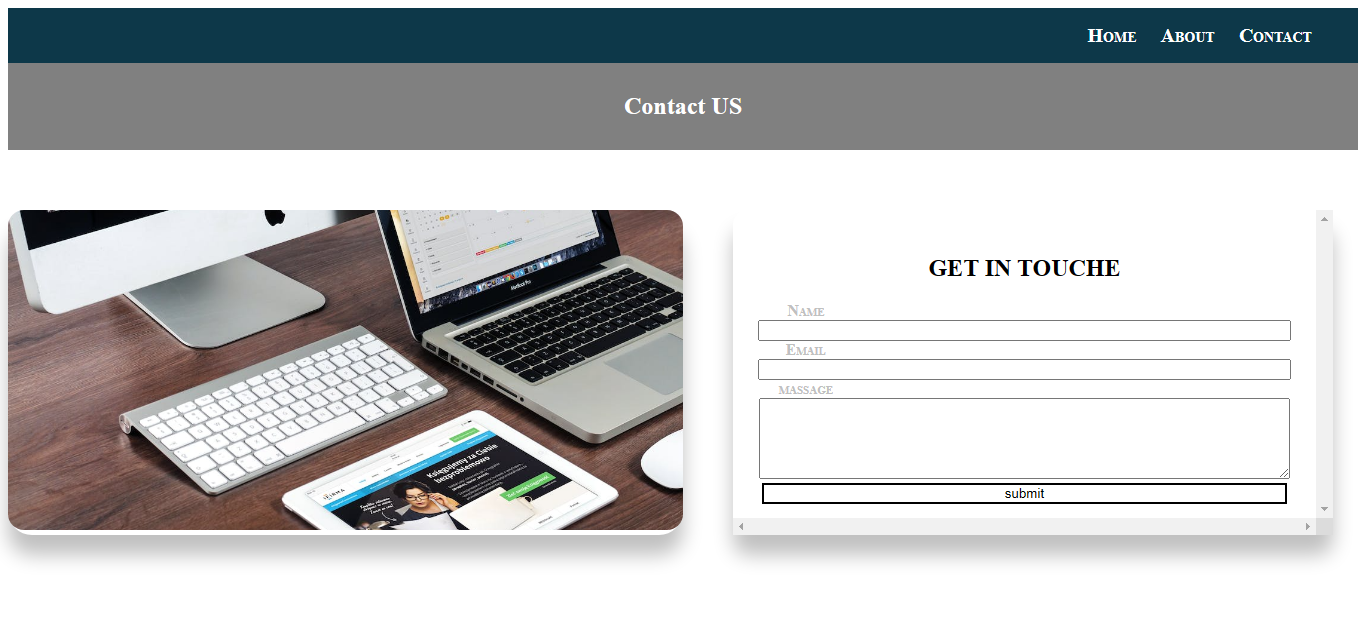 Home About Contact
Contact US
GET IN TOUCHE
Name
Email
massage
submit
MacBook Pro
Księgujemy za Ciebie
bezproblemowo